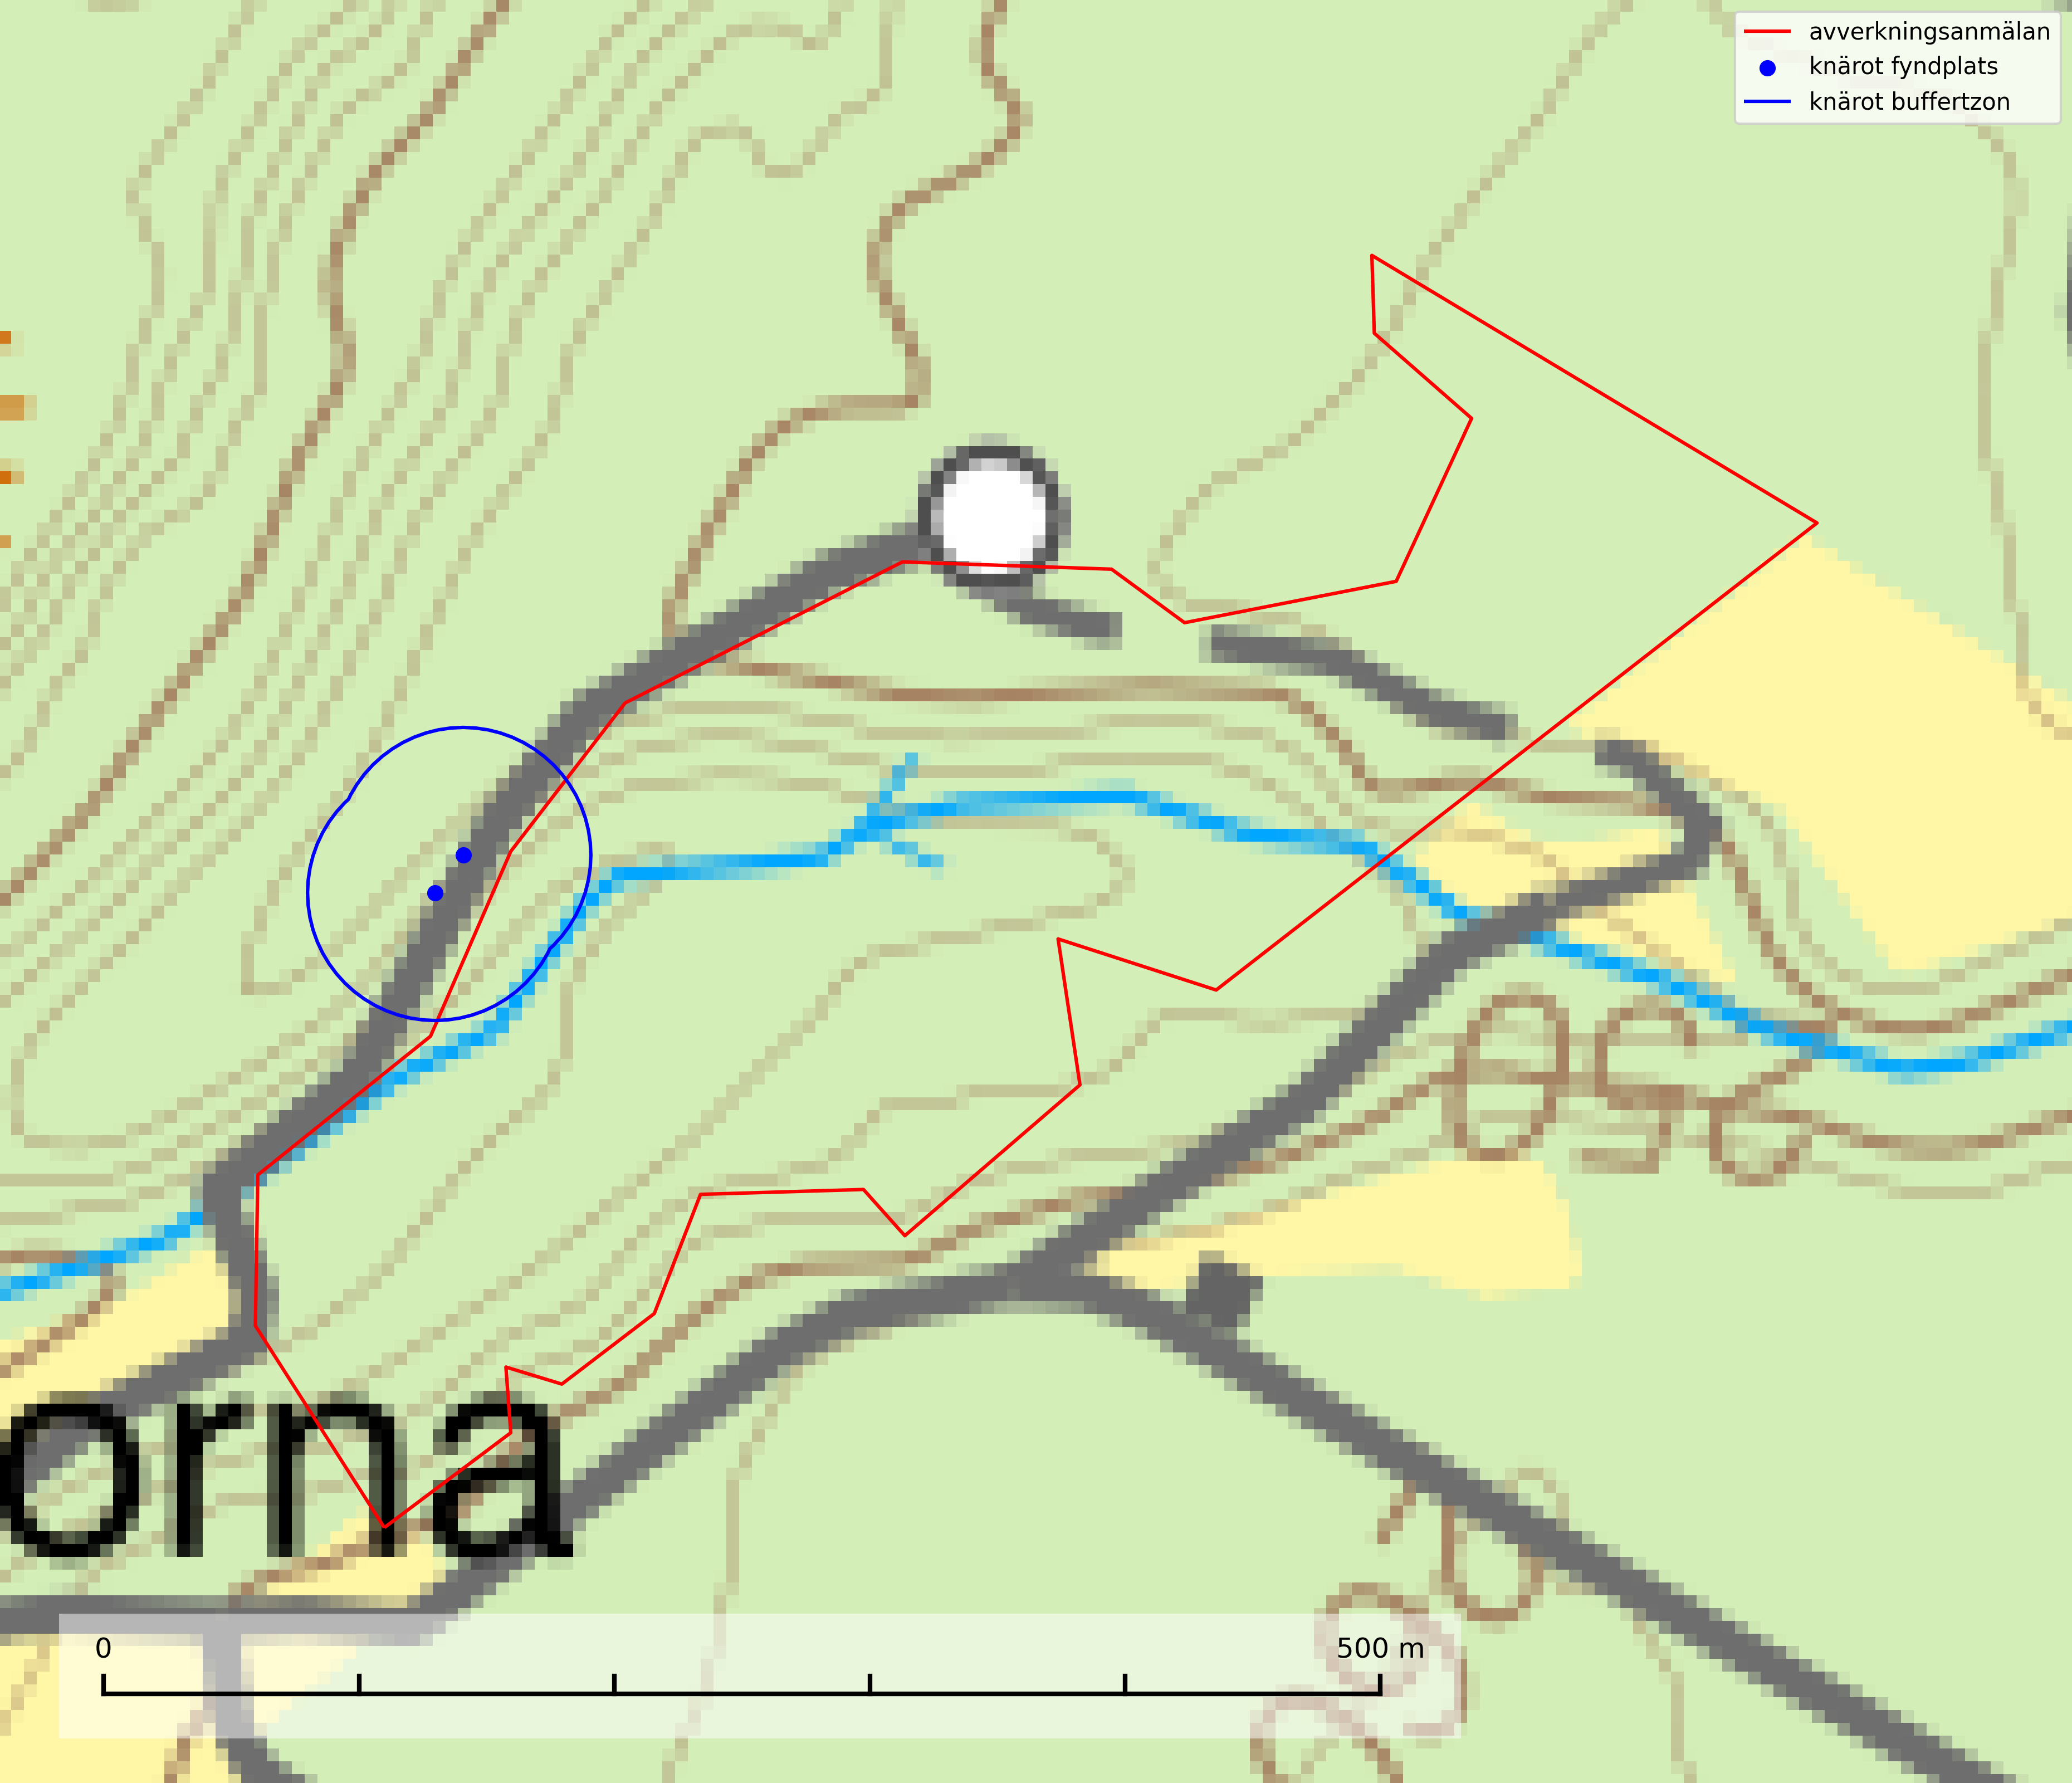 avverkningsanmälan
knärot fyndplats
knärot buffertzon
orna
0 500 m